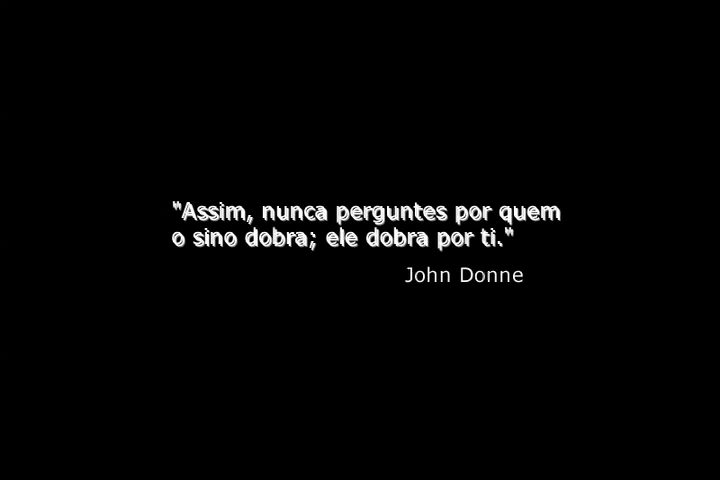 "Assim, nunca perguntes por quem
o sino dobra; ele dobra por ti."
John Donne